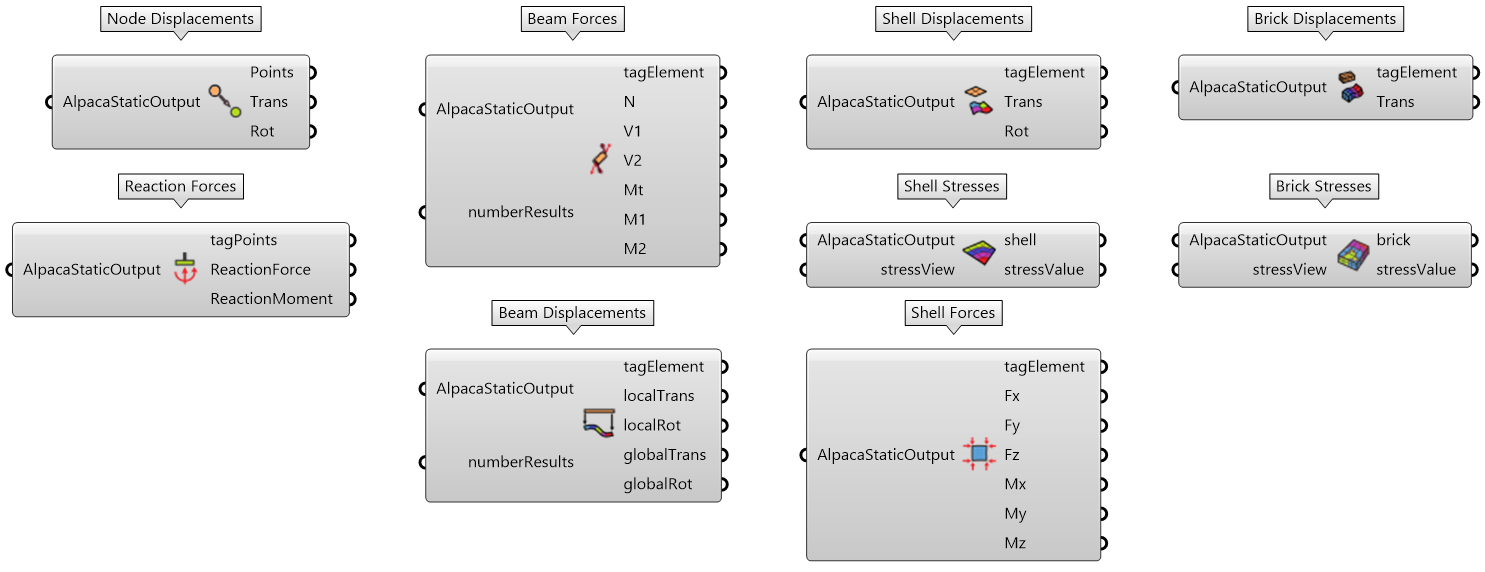 Node Displacements
AlpacaStaticOutput
Points
Trans
Rot
Reaction Forces
AlpacaStaticOutput
tagPoints
ReactionForce
ReactionMoment
Beam Forces
AlpacaStaticOutput
numberResults
tagElement
N
V1
V2
Mt
M1
M2
Beam Displacements
AlpacaStaticOutput
numberResults
tagElement
localTrans
localRot
globalTrans
globalRot
Shell Displacements
AlpacaStaticOutput
tagElement
Trans
Rot
Shell Stresses
AlpacaStaticOutput
stressView
shell
stressValue
Shell Forces
AlpacaStaticOutput
tagElement
Fx
Fy
Fz
Mx
My
Mz
Brick Displacements
AlpacaStaticOutput
tagElement
Trans
Brick Stresses
AlpacaStaticOutput
stressView
brick
stressValue